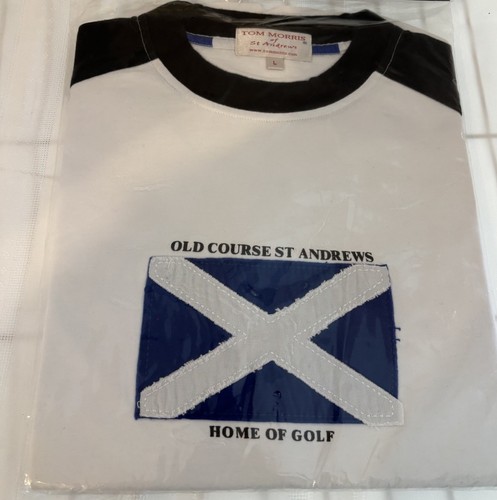 TOM MORRIS
of
St Andrews
L
OLD COURSE ST ANDREWS
HOME OF GOLF